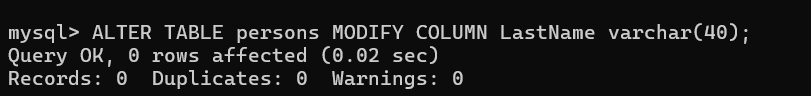 mysql> ALTER TABLE persons MODIFY COLUMN LastName varchar(40);
Query OK, 0 rows affected (0.02 sec)
Records: 0  Duplicates: 0  Warnings: 0